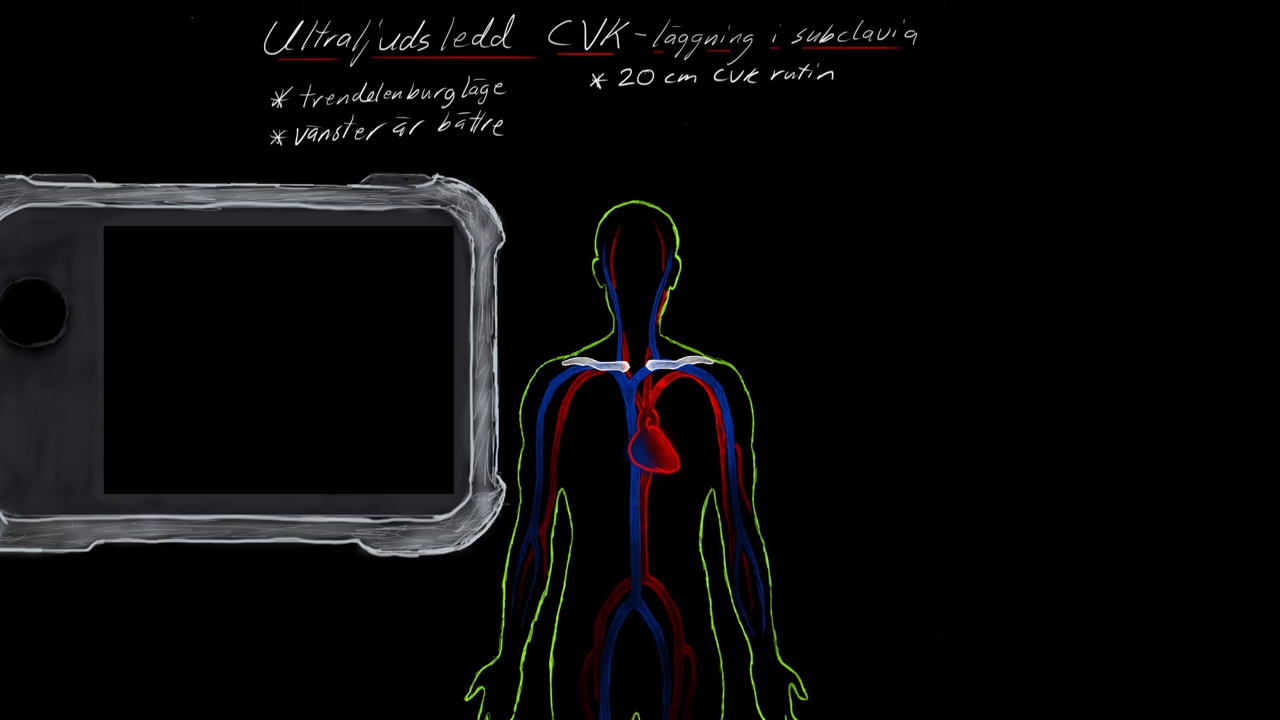 Ultraljudsledd CVK-läggning i subclavia
* trendelenburgläge
* vänster är bättre
* 20 cm CVK rutin